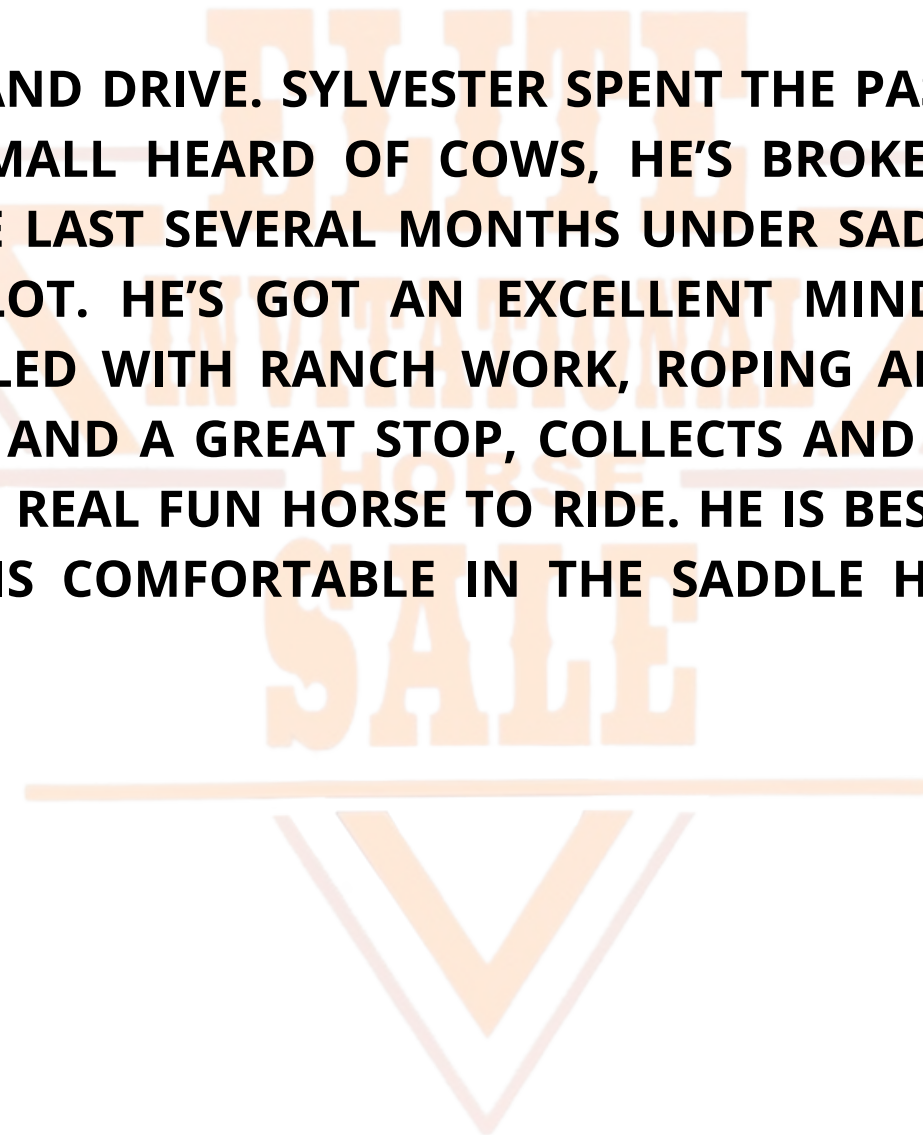 AND DRIVE. SYLVESTER SPENT THE PA
MALL HEARD OF COWS, HE'S BROKE
E LAST SEVERAL MONTHS UNDER SAD
LOT. HE'S GOT AN EXCELLENT MIND
LED WITH RANCH WORK, ROPING A
AND A GREAT STOP, COLLECTS AND
REAL FUN HORSE TO RIDE. HE IS BES
IS COMFORTABLE IN THE SADDLE H
ELITE
INVITATIONAL
HORSE
SALE